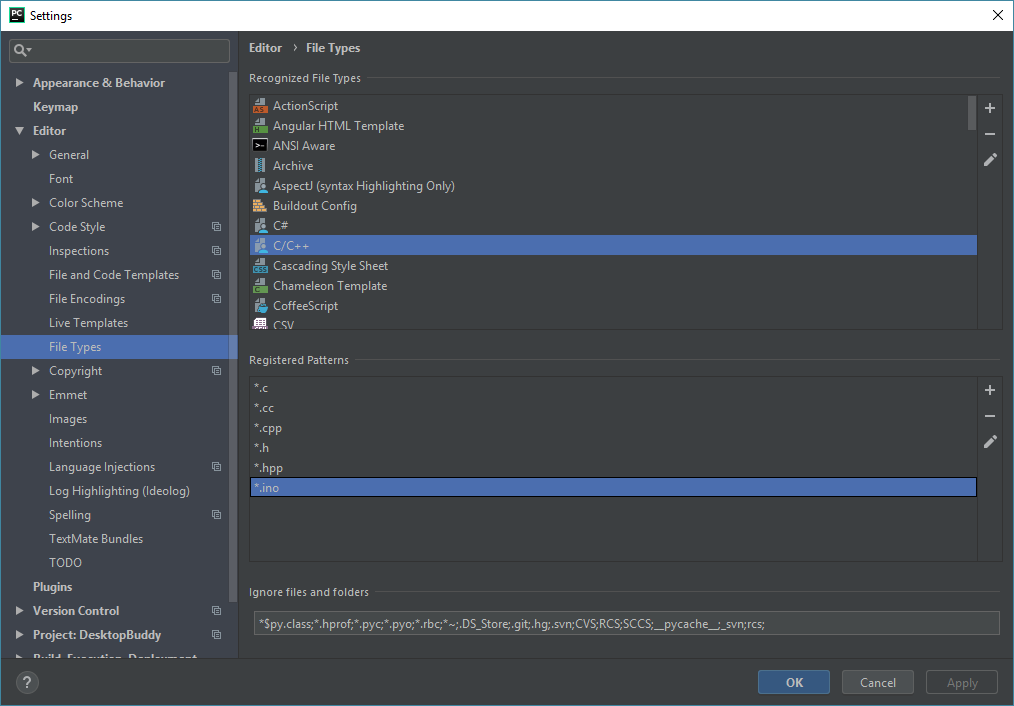 PC Settings
Editor › File Types
Appearance & Behavior
Keymap
Editor
General
Font
Color Scheme
Code Style
Inspections
File and Code Templates
File Encodings
Live Templates
File Types
Copyright
Emmet
Images
Intentions
Language Injections
Log Highlighting (Ideolog)
Spelling
TextMate Bundles
TODO
Plugins
Version Control
Project: DesktopBuddy
Build, Execution, Deployment
Recognized File Types
ActionScript
Angular HTML Template
ANSI Aware
Archive
AspectJ (syntax Highlighting Only)
Buildout Config
C#
C/C++
Cascading Style Sheet
Chameleon Template
CoffeeScript
CSV
Registered Patterns
*.c
*.cc
*.cpp
*.h
*.hpp
*.ino
Ignore files and folders
*$py.class;*.hprof;*.pyc;*.pyo;*.rbc;*~;.DS_Store;.git;.hg;.svn;CVS;RCS;SCCS;__pycache__;_svn;rcs;
?
OK
Cancel
Apply